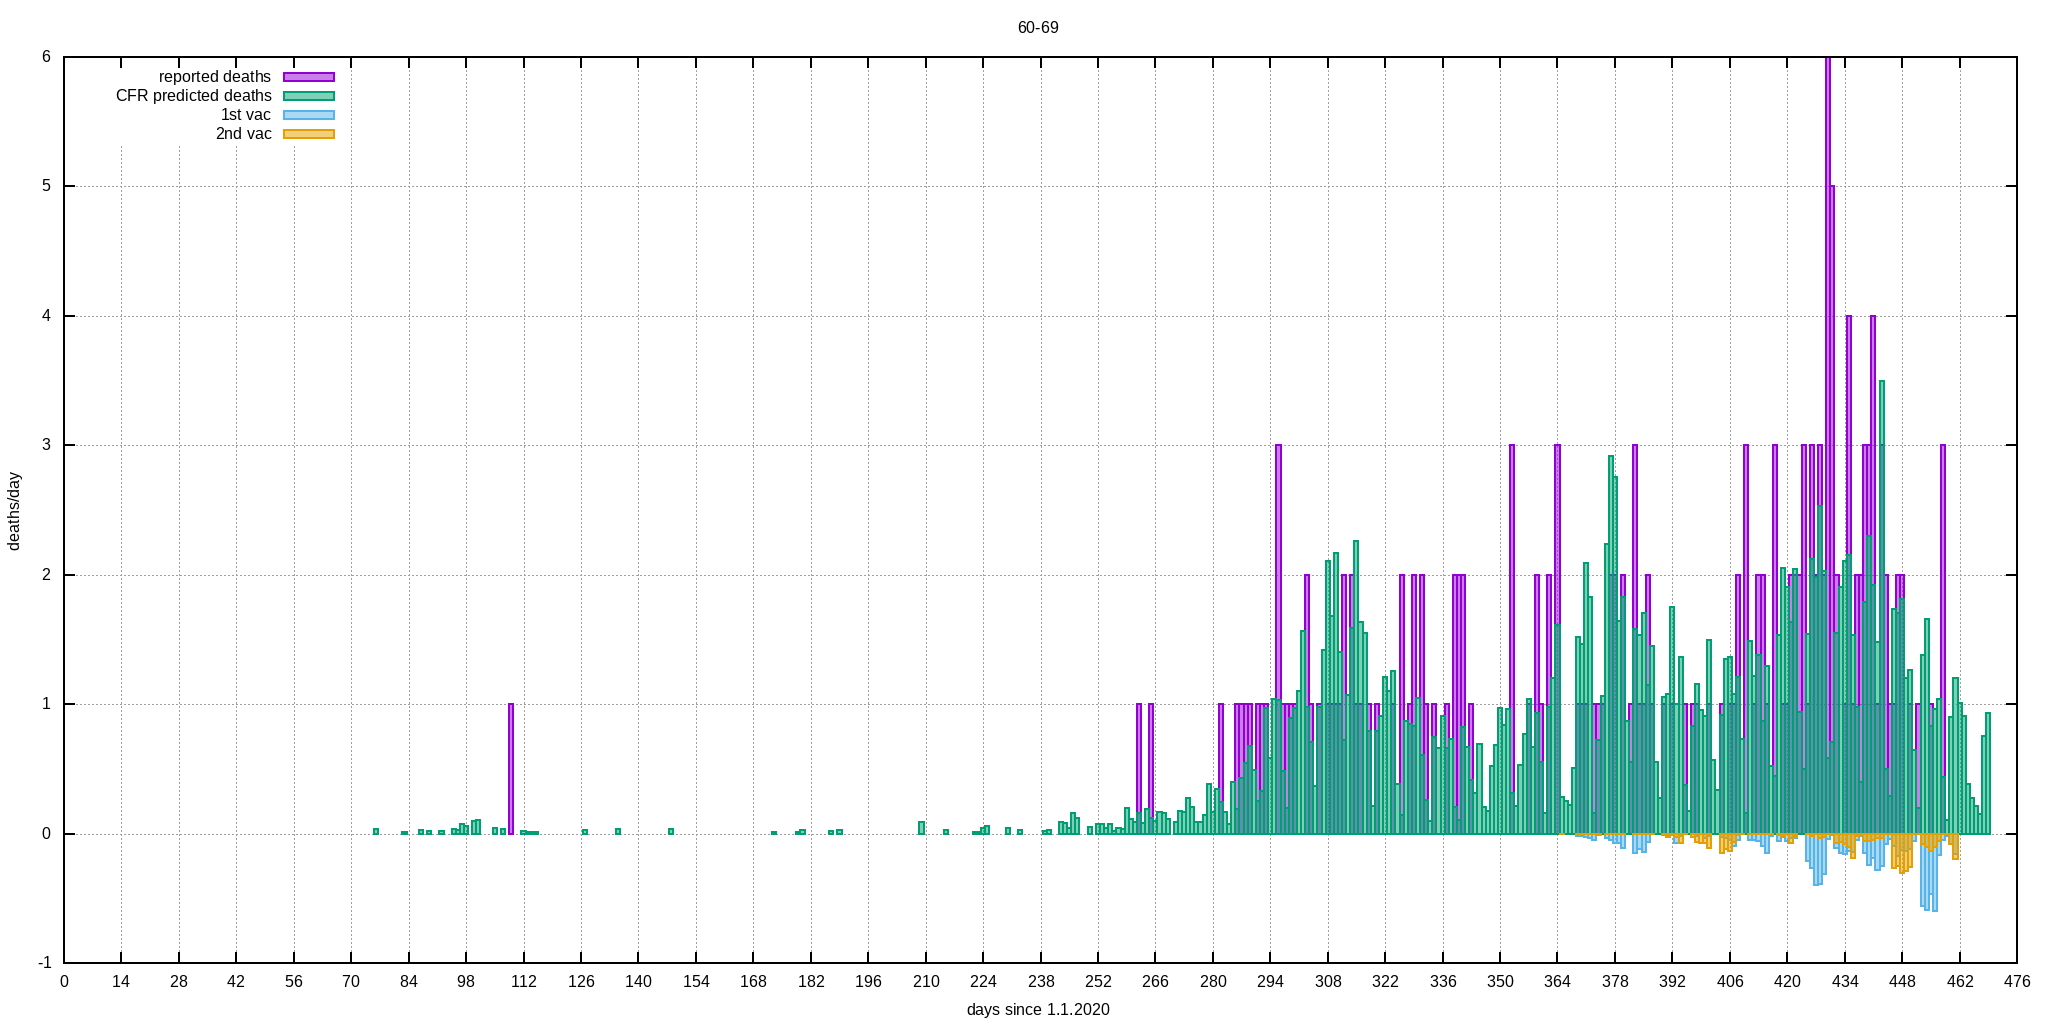 60-69
reported deaths
CFR predicted deaths
1st vac
2nd vac
6
5
4
3
2
1
0
-1
deaths/day
0 14 28 42 56 70 84 98 112 126 140 154 168 182 196 210 224 238 252 266 280 294 308 322 336 350 364 378 392 406 420 434 448 462 476
days since 1.1.2020